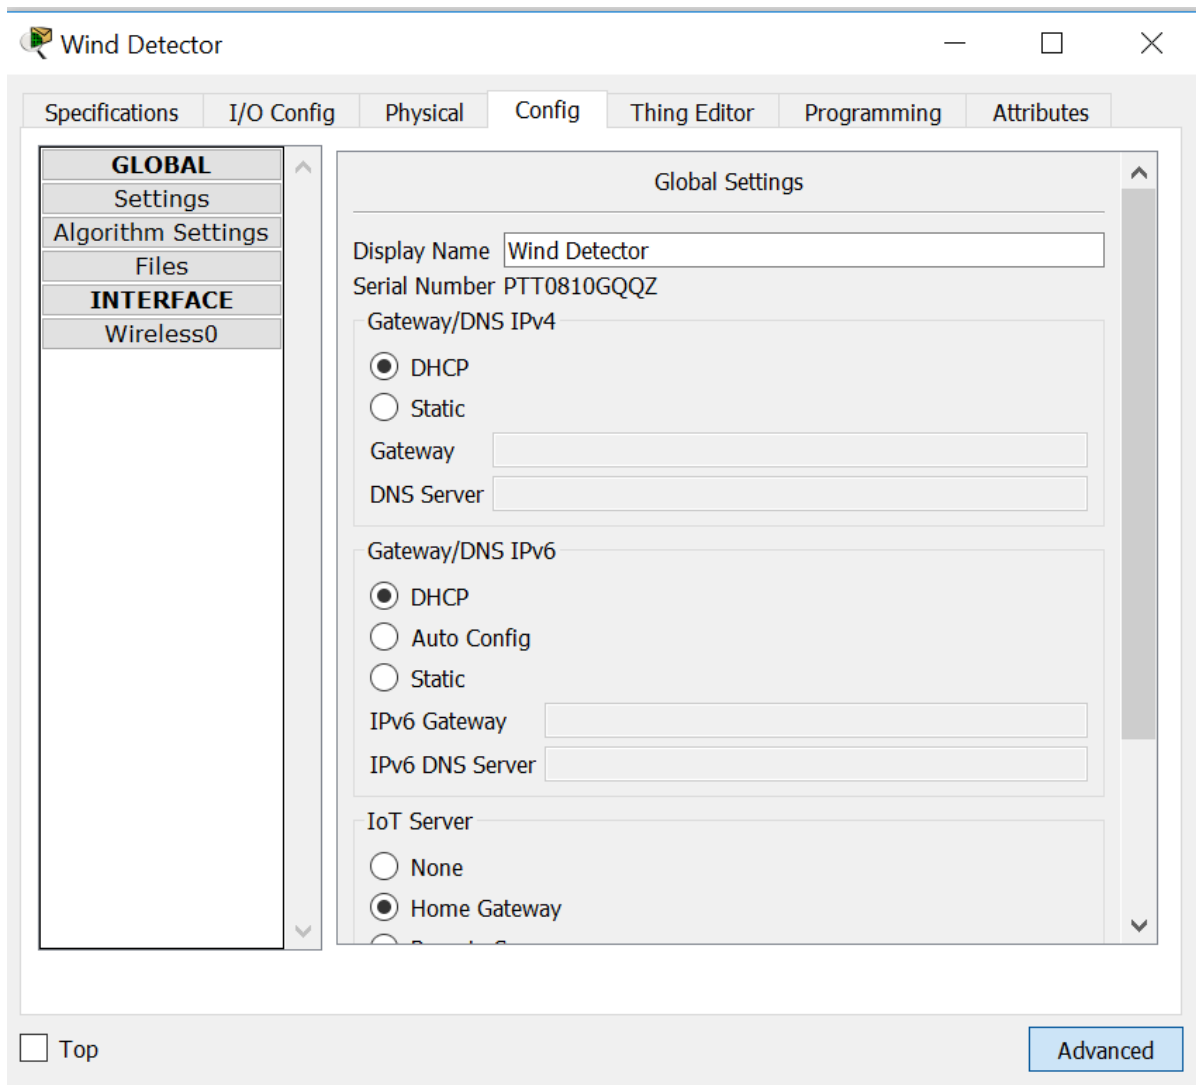 Wind Detector
Specifications I/O Config Physical Config Thing Editor Programming Attributes
GLOBAL
Settings
Algorithm Settings
Files
INTERFACE
Wireless0
Global Settings
Display Name Wind Detector
Serial Number PTT0810GQQZ
Gateway/DNS IPv4
DHCP
Static
Gateway
DNS Server
Gateway/DNS IPv6
DHCP
Auto Config
Static
IPv6 Gateway
IPv6 DNS Server
IoT Server
None
Home Gateway
Top
Advanced